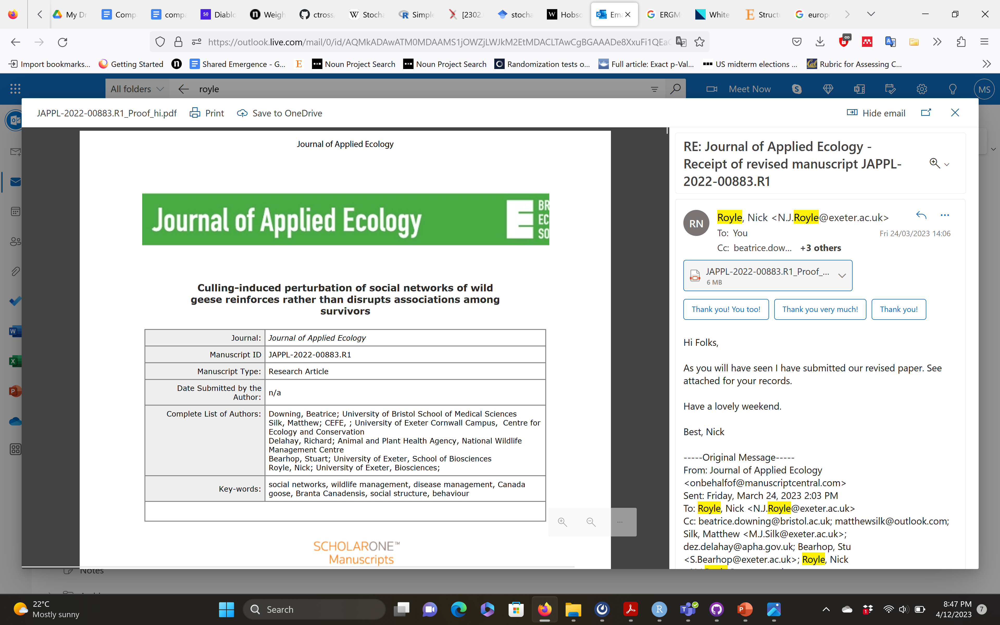 My Dr
Comp
compa
Diablo
Weigh
ctross/
Stocha
Simple
[2302.
stocha
Hobso
Ema
ERGM
White
Structu
europe
https://outlook.live.com/mail/0/id/AQMkADAwATM0MDAAMS1jOWZjLWJkM2EtMDACLTAwCgBGAAADe8XxuFi1QEaC
Import bookmarks...
Getting Started
Shared Emergence - G...
Noun Project Search
Noun Project Search
Randomization tests o...
Full article: Exact p-Val...
US midterm elections ...
Rubric for Assessing C...
All folders
royle
Meet Now
MS
JAPPL-2022-00883.R1_Proof_hi.pdf
Print
Save to OneDrive
Hide email
Journal of Applied Ecology
Journal of Applied Ecology
BR
EC
SO
Culling-induced perturbation of social networks of wild
geese reinforces rather than disrupts associations among
survivors
Journal: Journal of Applied Ecology
Manuscript ID JAPPL-2022-00883.R1
Manuscript Type: Research Article
Date Submitted by the
Author: n/a
Complete List of Authors: Downing, Beatrice; University of Bristol School of Medical Sciences
Silk, Matthew; CEFE, ; University of Exeter Cornwall Campus, Centre for
Ecology and Conservation
Delahay, Richard; Animal and Plant Health Agency, National Wildlife
Management Centre
Bearhop, Stuart; University of Exeter, School of Biosciences
Royle, Nick; University of Exeter, Biosciences;
Key-words: social networks, wildlife management, disease management, Canada
goose, Branta Canadensis, social structure, behaviour
SCHOLARONE™
Manuscripts
RE: Journal of Applied Ecology -
Receipt of revised manuscript JAPPL-
2022-00883.R1
RN
Royle, Nick <N.J.Royle@exeter.ac.uk>
To: You
Fri 24/03/2023 14:06
Cc: beatrice.dow... +3 others
JAPPL-2022-00883.R1_Proof_...
6 MB
Thank you! You too!
Thank you very much!
Thank you!
Hi Folks,
As you will have seen I have submitted our revised paper. See
attached for your records.
Have a lovely weekend.
Best, Nick
-----Original Message-----
From: Journal of Applied Ecology
<onbehalfof@manuscriptcentral.com>
Sent: Friday, March 24, 2023 2:03 PM
To: Royle, Nick <N.J.Royle@exeter.ac.uk>
Cc: beatrice.downing@bristol.ac.uk; matthewsilk@outlook.com;
Silk, Matthew <M.J.Silk@exeter.ac.uk>;
dez.delahay@apha.gov.uk; Bearhop, Stu
<S.Bearhop@exeter.ac.uk>; Royle, Nick
Notes
22°C
Mostly sunny
Search
8:47 PM
4/12/2023
7